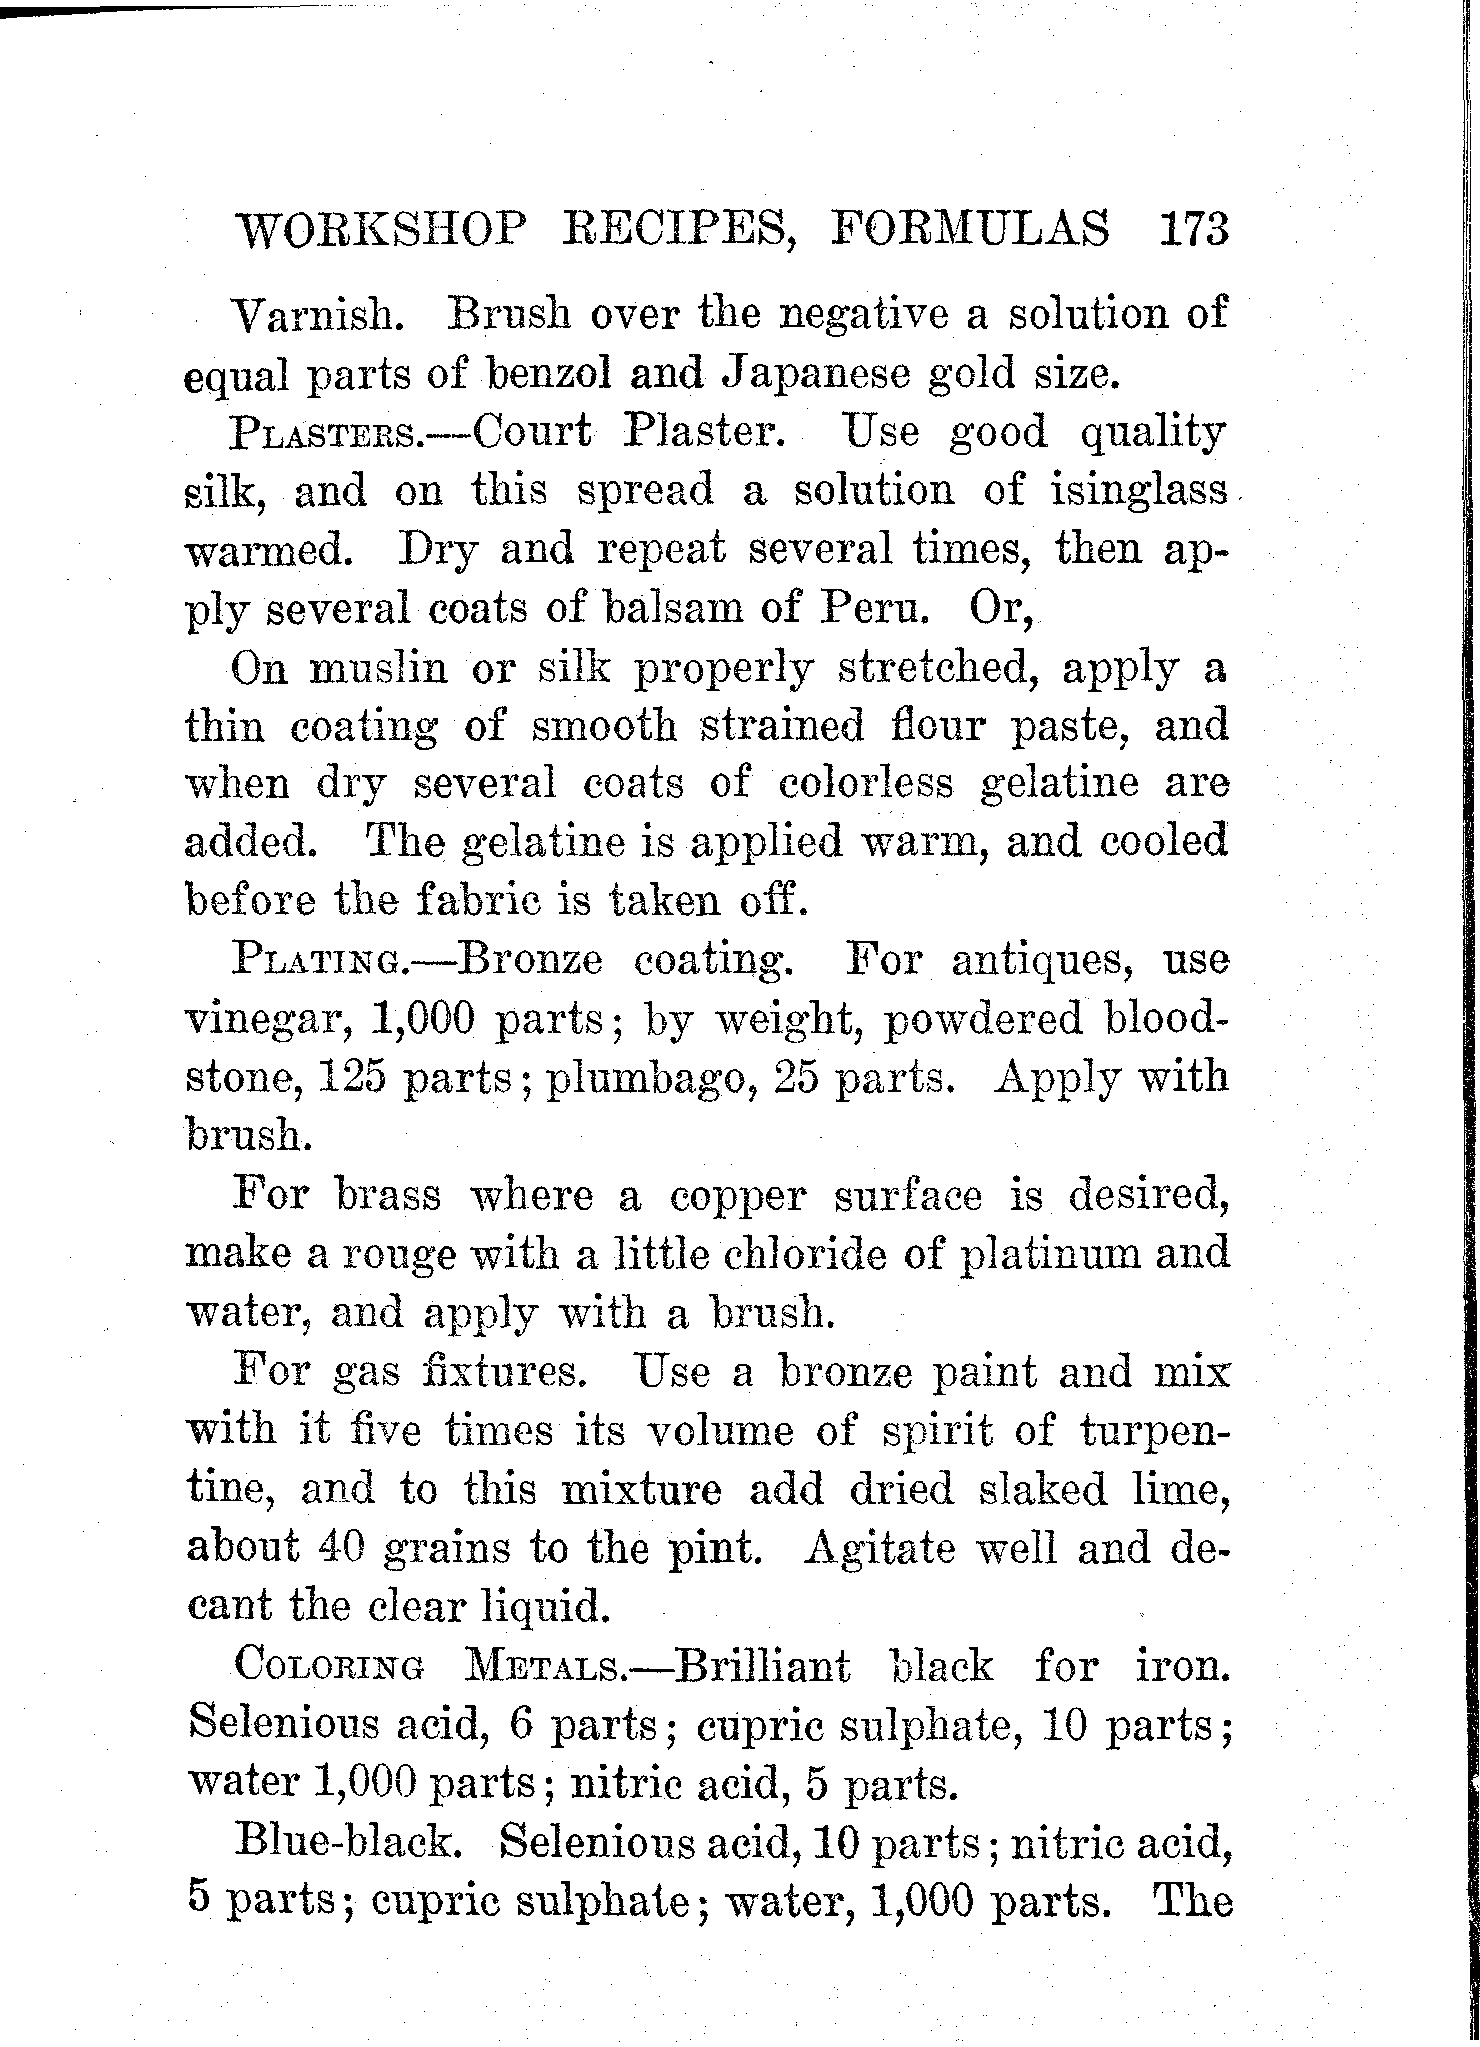 WORKSHOP RECIPES, FORMULAS 173
Varnish. Brush over the negative a solution of
equal parts of benzol and Japanese gold size.
PLASTERS.—Court Plaster. Use good quality
silk, and on this spread a solution of isinglass
warmed. Dry and repeat several times, then ap-
ply several coats of balsam of Peru. Or,
On muslin or silk properly stretched, apply a
thin coating of smooth strained flour paste, and
when dry several coats of colorless gelatine are
added. The gelatine is applied warm, and cooled
before the fabric is taken off.
PLATING.—Bronze coating. For antiques, use
vinegar, 1,000 parts; by weight, powdered blood-
stone, 125 parts; plumbago, 25 parts. Apply with
brush.
For brass where a copper surface is desired,
make a rouge with a little chloride of platinum and
water, and apply with a brush.
For gas fixtures. Use a bronze paint and mix
with it five times its volume of spirit of turpen-
tine, and to this mixture add dried slaked lime,
about 40 grains to the pint. Agitate well and de-
cant the clear liquid.
COLORING METALS.—Brilliant black for iron.
Selenious acid, 6 parts; cupric sulphate, 10 parts;
water 1,000 parts; nitric acid, 5 parts.
Blue-black. Selenious acid, 10 parts; nitric acid,
5 parts; cupric sulphate; water, 1,000 parts. The